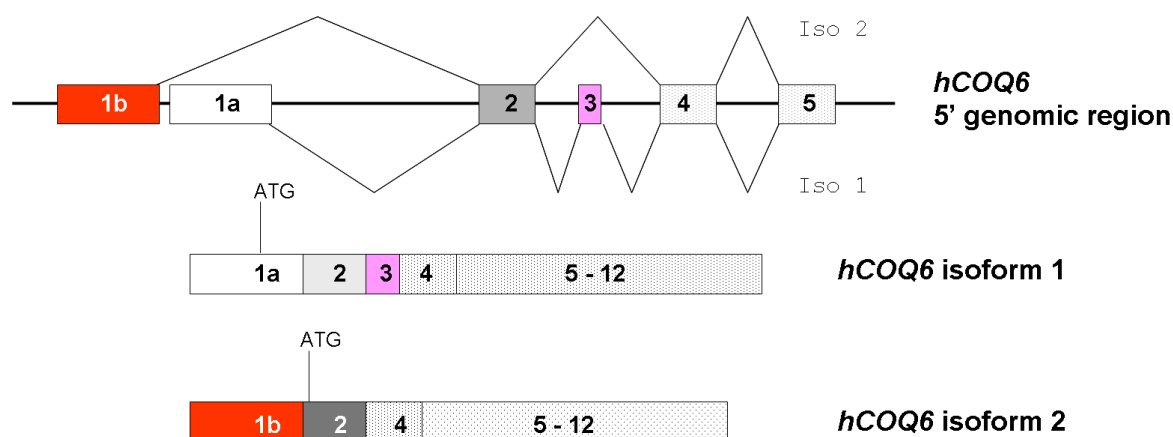 Iso 2
1b 1a 2 3 4 5
hCOQ6
5’ genomic region
Iso 1
ATG
1a 2 3 4 5 - 12
hCOQ6 isoform 1
ATG
1b 2 4 5 - 12
hCOQ6 isoform 2